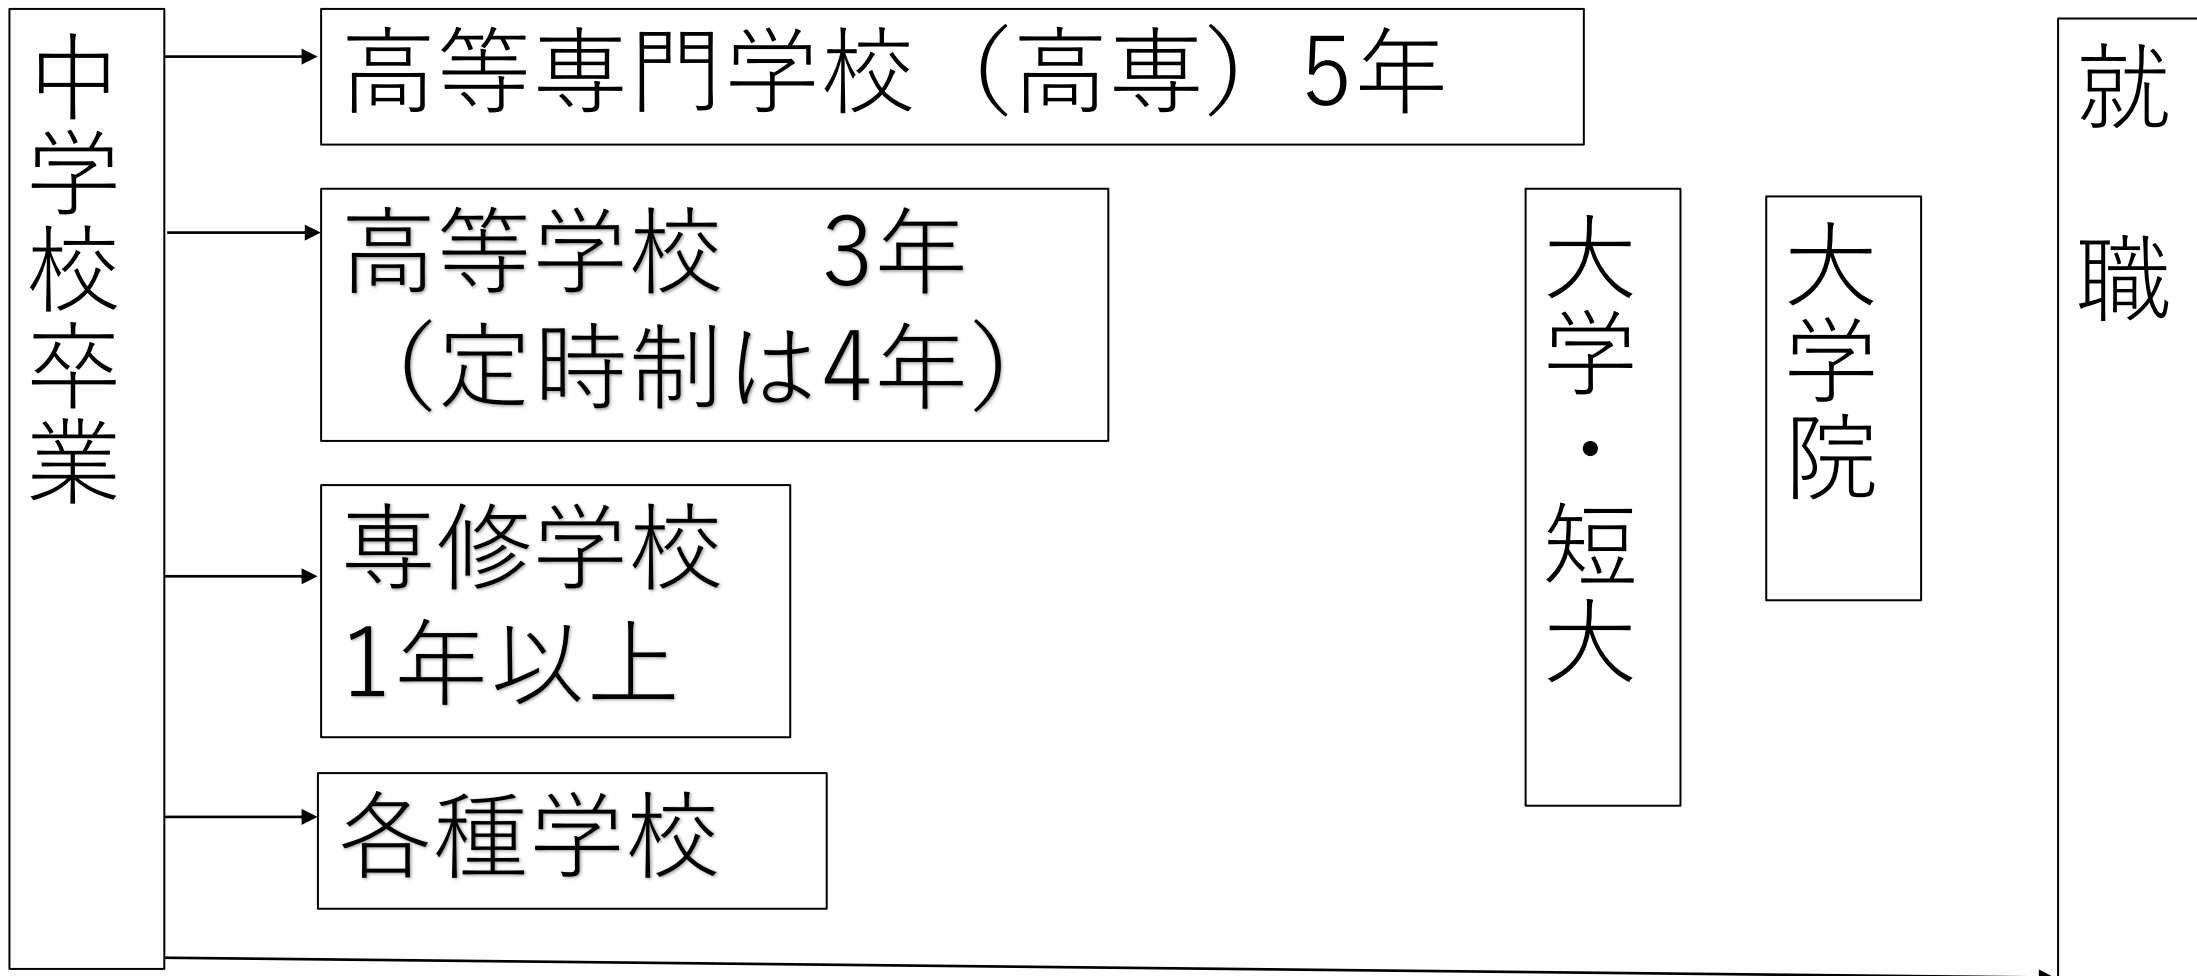 中学校卒業
高等専門学校（高専）5年
高等学校　3年
（定時制は4年）
専修学校
1年以上
各種学校
大学・短大
大学院
就　職